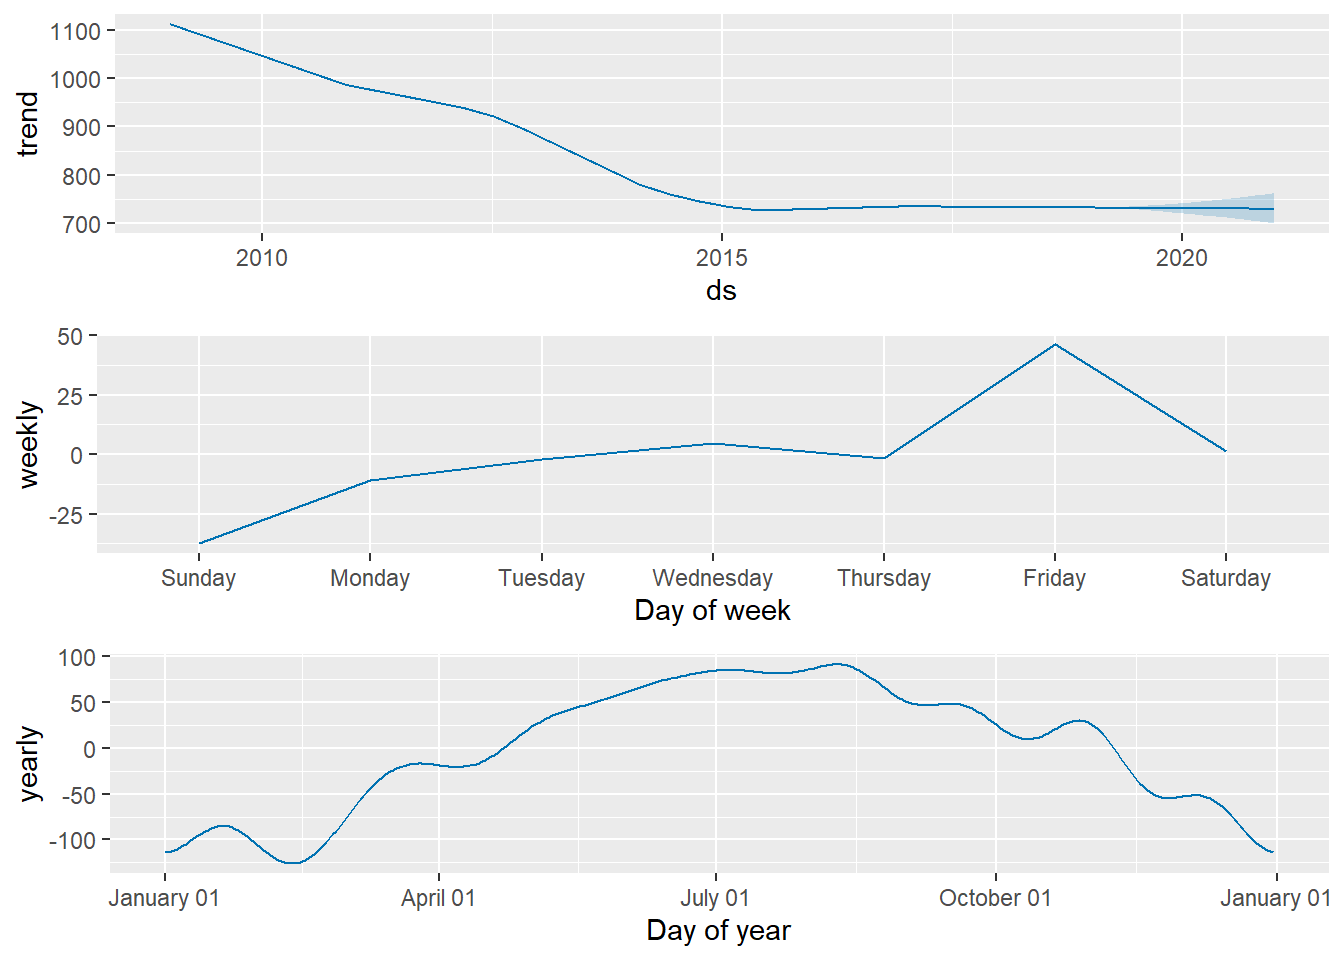 1100
1000
900
800
700
trend
2010 2015 2020
ds
50
25
0
-25
weekly
Sunday Monday Tuesday Wednesday Thursday Friday Saturday
Day of week
100
50
0
-50
-100
yearly
January 01 April 01 July 01 October 01 January 01
Day of year